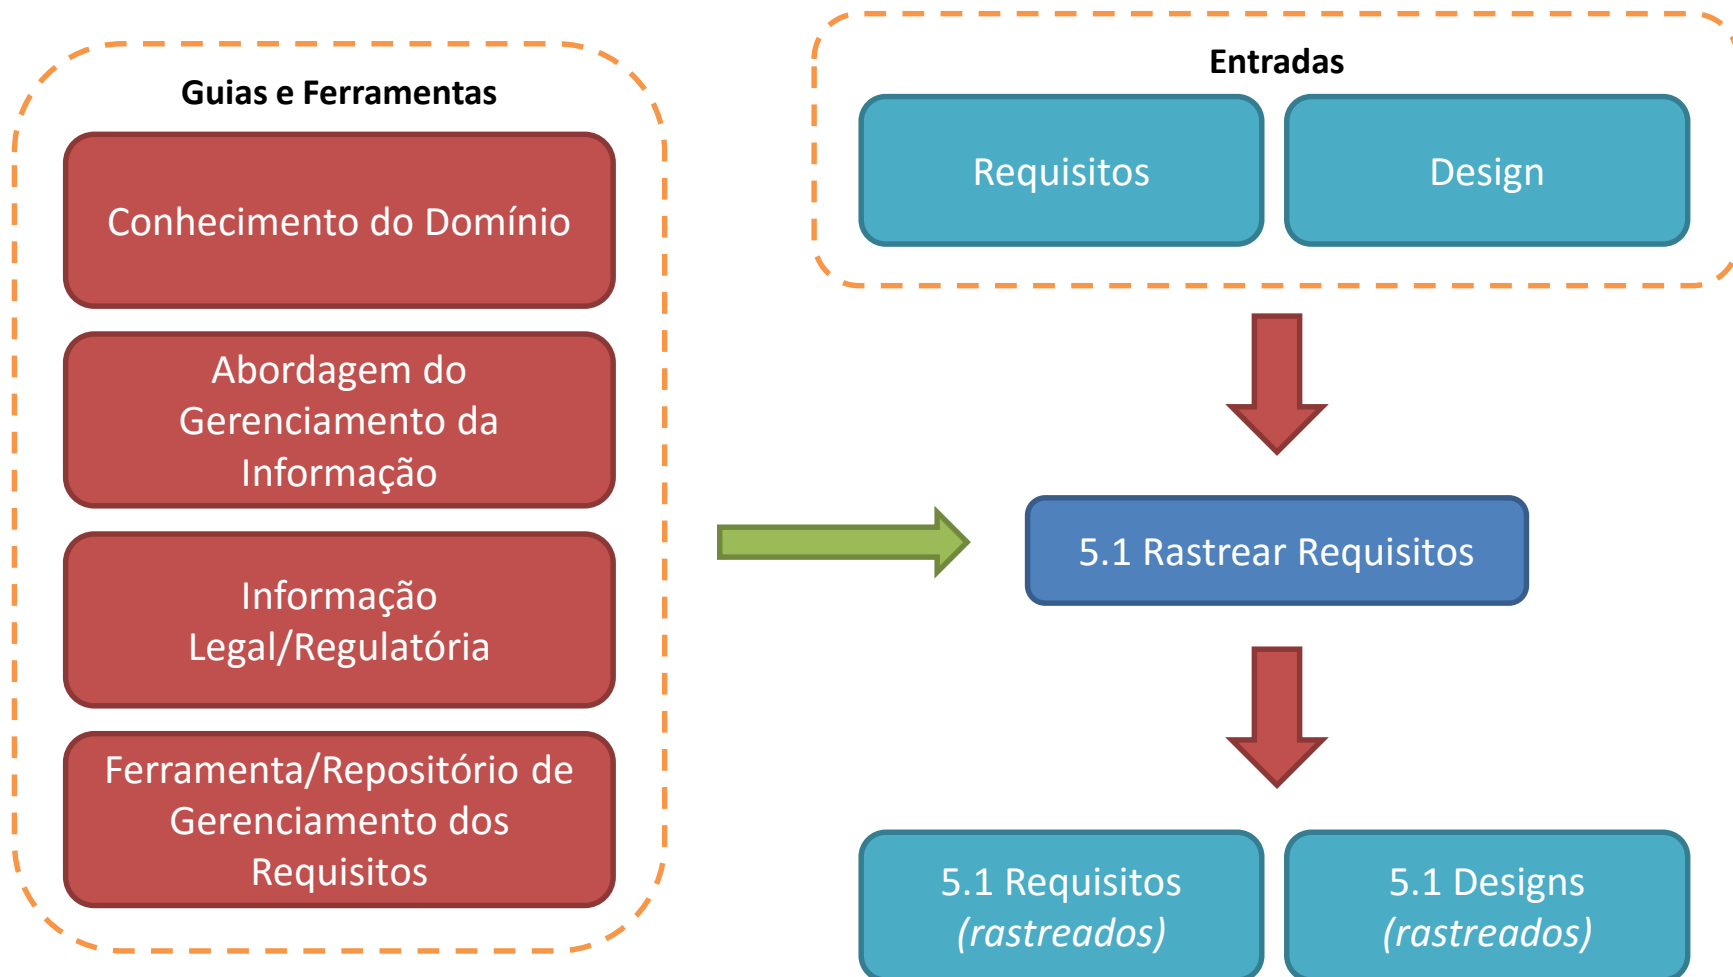 Guias e Ferramentas
Conhecimento do Domínio
Abordagem do
Gerenciamento da
Informação
Informação
Legal/Regulatória
Ferramenta/Repositório de
Gerenciamento dos
Requisitos
Entradas
Requisitos
Design
5.1 Rastrear Requisitos
5.1 Requisitos
(rastreados)
5.1 Designs
(rastreados)